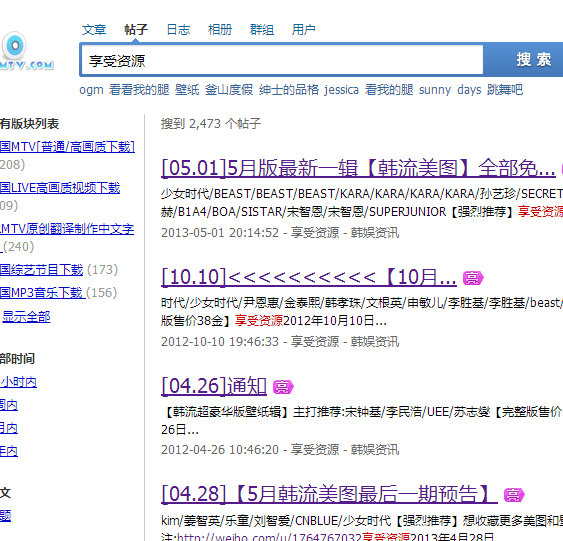 文章 帖子 日志 相册 群组 用户
MTV.COM
享受资源 搜索
ogm 看看我的腿 壁纸 釜山度假 绅士的品格 jessica 看我的腿 sunny days 跳舞吧
有版块列表
国MTV[普通/高画质下载]
208)
国LIVE高画质视频下载
09)
MTV原创翻译制作中文字
(240)
国综艺节目下载 (173)
国MP3音乐下载 (156)
显示全部
部时间
小时内
周内
月内
年内
文
题
搜到 2,473 个帖子
[05.01]5月版最新一辑【韩流美图】全部免...
少女时代/BEAST/BEAST/BEAST/KARA/KARA/KARA/KARA/孙艺珍/SECRET
赫/B1A4/BOA/SISTAR/宋智恩/宋智恩/SUPERJUNIOR【强烈推荐】享受资源
2013-05-01 20:14:52 - 享受资源 - 韩娱资讯
[10.10]<<<<<<<<<<【10月... 亮
时代/少女时代/尹恩惠/金泰熙/韩孝珠/文根英/申敏儿/李胜基/李胜基/beast/
版售价38金】享受资源2012年10月10日...
2012-10-10 19:46:33 - 享受资源 - 韩娱资讯
[04.26]通知 亮
【韩流超豪华版壁纸辑】主打推荐:宋钟基/李民浩/UEE/苏志燮【完整版售价
26日...
2012-04-26 10:46:20 - 享受资源 - 韩娱资讯
[04.28]【5月韩流美图最后一期预告】 亮
kim/姜智英/乐童/刘智爱/CNBLUE/少女时代【强烈推荐】想收藏更多美图和
注:http://weibo.com/u/1764767032享受资源2013年4月28日